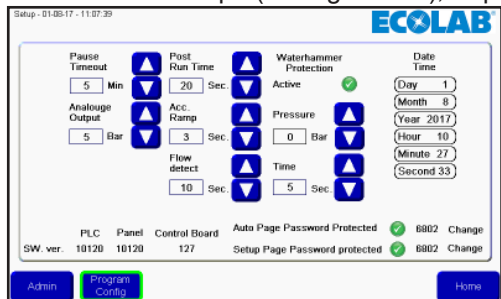 Setup - 01-08-17 - 11:07:39
ECOLAB®
Pause
Timeout
5 Min
Post
Run Time
20 Sec.
Waterhammer
Protection
Active
Date
Time
Day 1
Month 8
Year 2017
Hour 10
Minute 27
Second 33
Analouge
Output
5 Bar
Acc.
Ramp
3 Sec.
Pressure
0 Bar
Flow
detect
10 Sec.
Time
5 Sec.
PLC Panel Control Board
SW. ver. 10120 10120 127
Auto Page Password Protected 6802 Change
Setup Page Password protected 6802 Change
Admin
Program
Config
Home